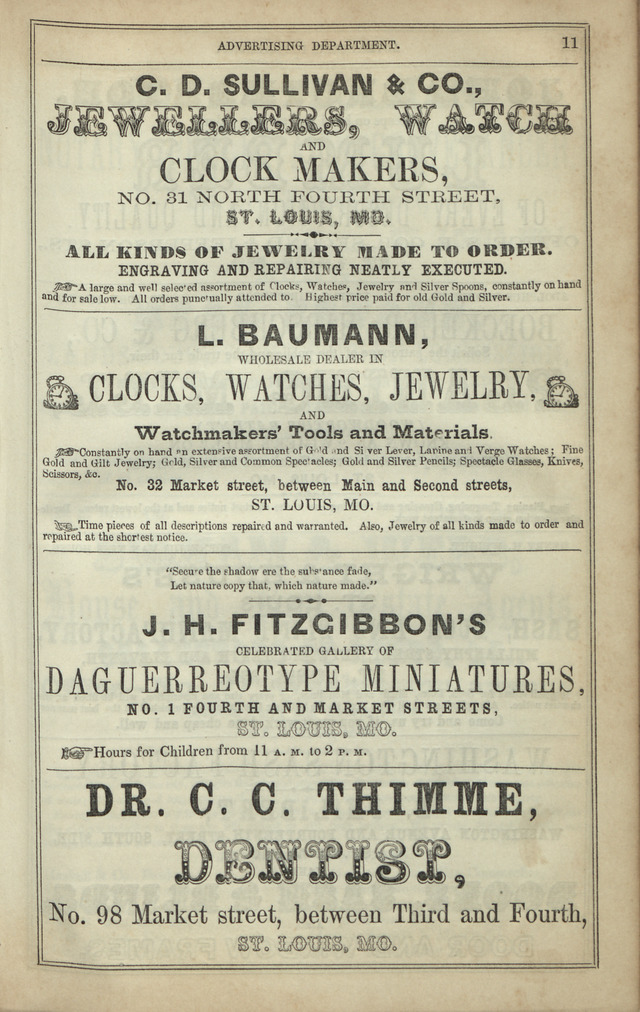 ADVERTISING DEPARTMENT. 11
C. D. SULLIVAN & CO.,
JEWELLERS, WATCH
AND
CLOCK MAKERS,
NO. 31 NORTH FOURTH STREET,
ST. LOUIS, MO.
ALL KINDS OF JEWELRY MADE TO ORDER.
ENGRAVING AND REPAIRING NEATLY EXECUTED.
A large and well selected assortment of Clocks, Watches, Jewelry and Silver Spoons, constantly on hand
and for sale low. All orders punctually attended to. Highest price paid for old Gold and Silver.
L. BAUMANN,
WHOLESALE DEALER IN
CLOCKS, WATCHES, JEWELRY,
AND
Watchmakers' Tools and Materials.
Constantly on hand an extensive assortment of Gold and Silver Lever, Lapine and Verge Watches; Fine
Gold and Gilt Jewelry; Gold, Silver and Common Spectacles; Gold and Silver Pencils; Spectacle Glasses, Knives,
Scissors, &c.
No. 32 Market street, between Main and Second streets,
ST. LOUIS, MO.
Time pieces of all descriptions repaired and warranted. Also, Jewelry of all kinds made to order and
repaired at the shortest notice.
"Secure the shadow ere the substance fade,
Let nature copy that, which nature made."
J. H. FITZGIBBON'S
CELEBRATED GALLERY OF
DAGUERREOTYPE MINIATURES,
NO. 1 FOURTH AND MARKET STREETS,
ST. LOUIS, MO.
Hours for Children from 11 A. M. to 2 P. M.
DR. C. C. THIMME,
DENTIST,
No. 98 Market street, between Third and Fourth,
ST. LOUIS, MO.